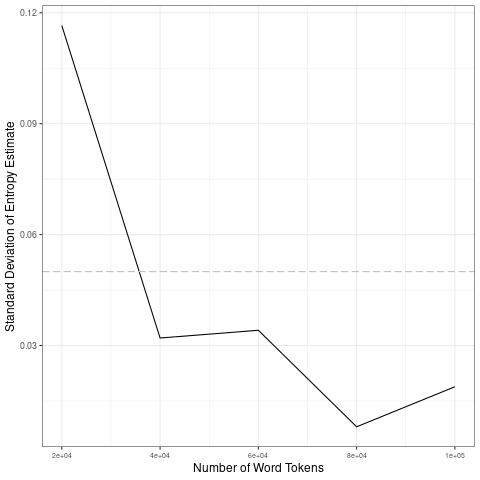 0.12
0.09
0.06
0.03
Standard Deviation of Entropy Estimate
2e+04 4e+04 6e+04 8e+04 1e+05
Number of Word Tokens